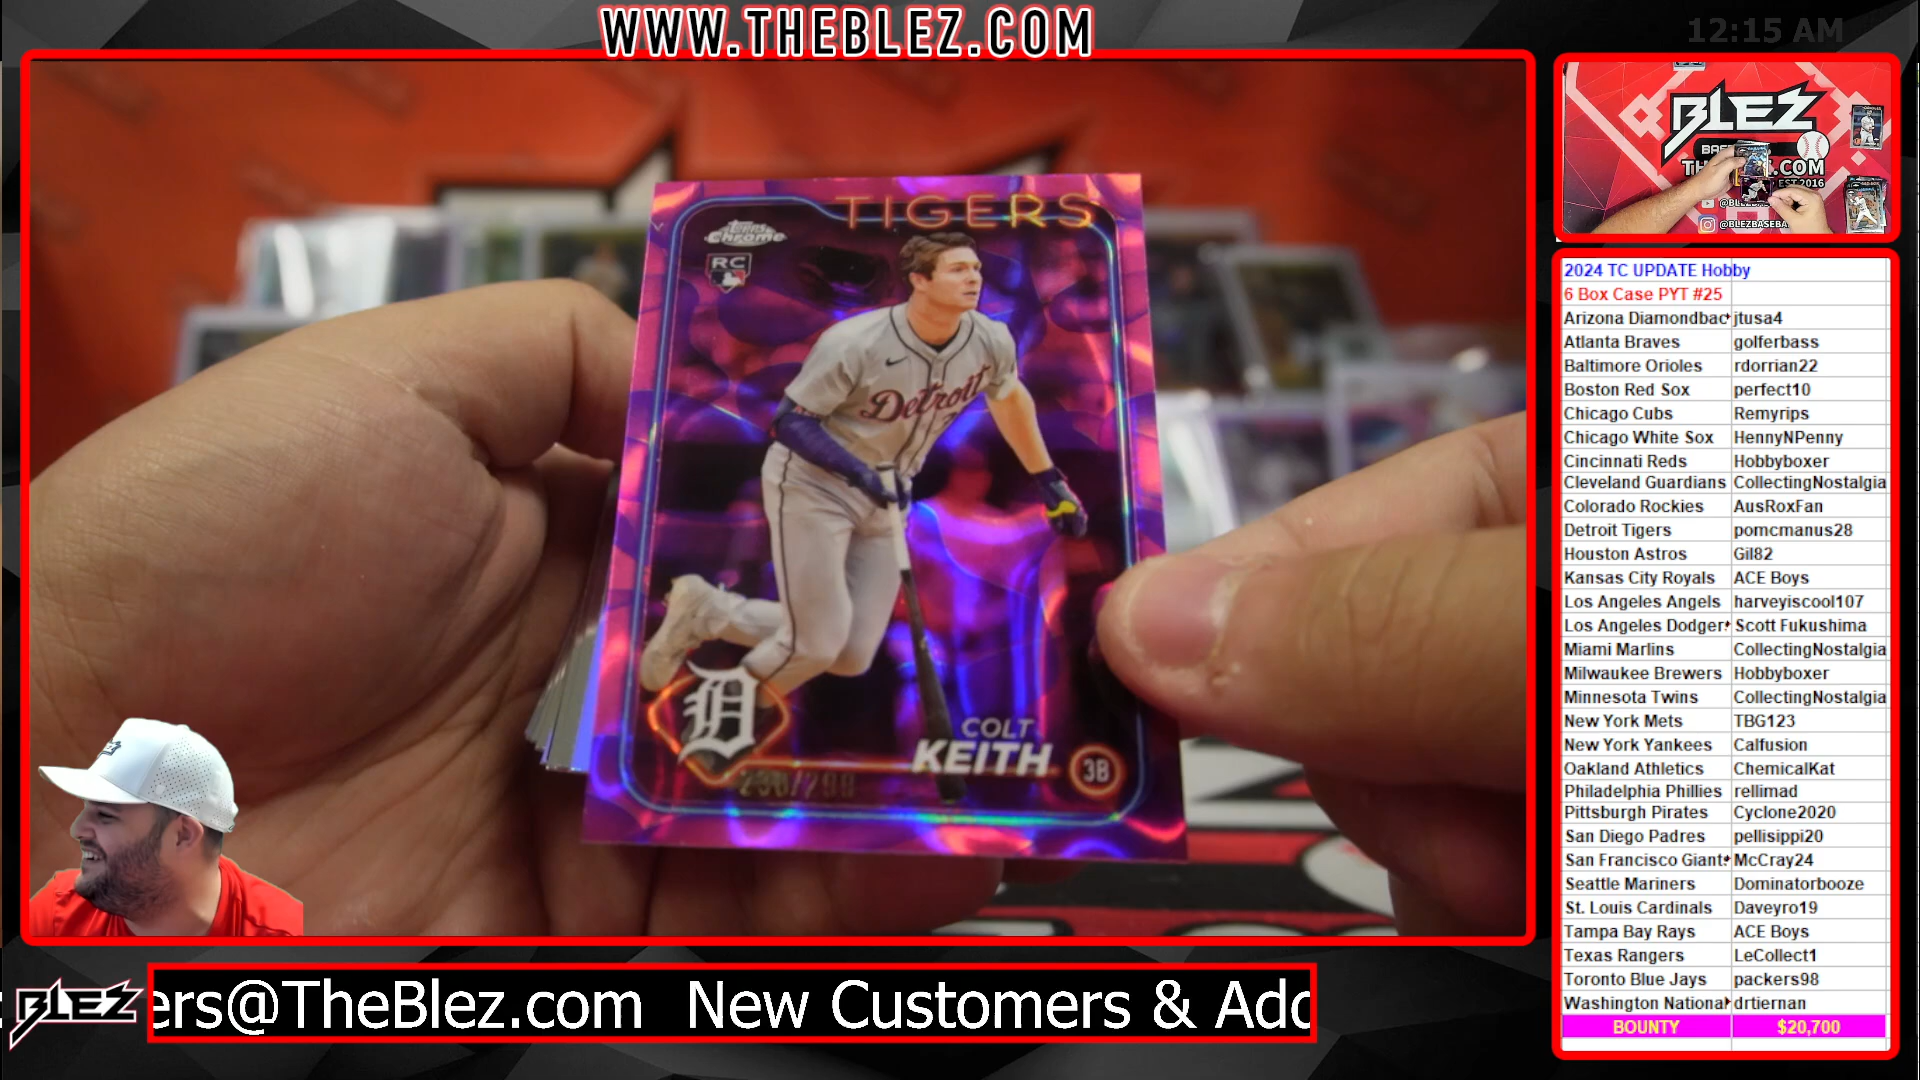 WWW.THEBLEZ.COM
12:15 AM
TIGERS
Topps
Chrome
RC
Detroit
D
COLT
KEITH
3B
BLEZ
.COM
EST 2016
@BLEZBASEBA
2024 TC UPDATE Hobby
6 Box Case PYT #25
Arizona Diamondbac jtusa4
Atlanta Braves golferbass
Baltimore Orioles rdorrian22
Boston Red Sox perfect10
Chicago Cubs Remyrips
Chicago White Sox HennyNPenny
Cincinnati Reds Hobbyboxer
Cleveland Guardians CollectingNostalgia
Colorado Rockies AusRoxFan
Detroit Tigers pomcmanus28
Houston Astros Gil82
Kansas City Royals ACE Boys
Los Angeles Angels harveyiscool107
Los Angeles Dodger Scott Fukushima
Miami Marlins CollectingNostalgia
Milwaukee Brewers Hobbyboxer
Minnesota Twins CollectingNostalgia
New York Mets TBG123
New York Yankees Calfusion
Oakland Athletics ChemicalKat
Philadelphia Phillies rellimad
Pittsburgh Pirates Cyclone2020
San Diego Padres pellisippi20
San Francisco Giant McCray24
Seattle Mariners Dominatorbooze
St. Louis Cardinals Daveyro19
Tampa Bay Rays ACE Boys
Texas Rangers LeCollect1
Toronto Blue Jays packers98
Washington Nationa drtiernan
BOUNTY $20,700
BLEZ
ers@TheBlez.com New Customers & Add